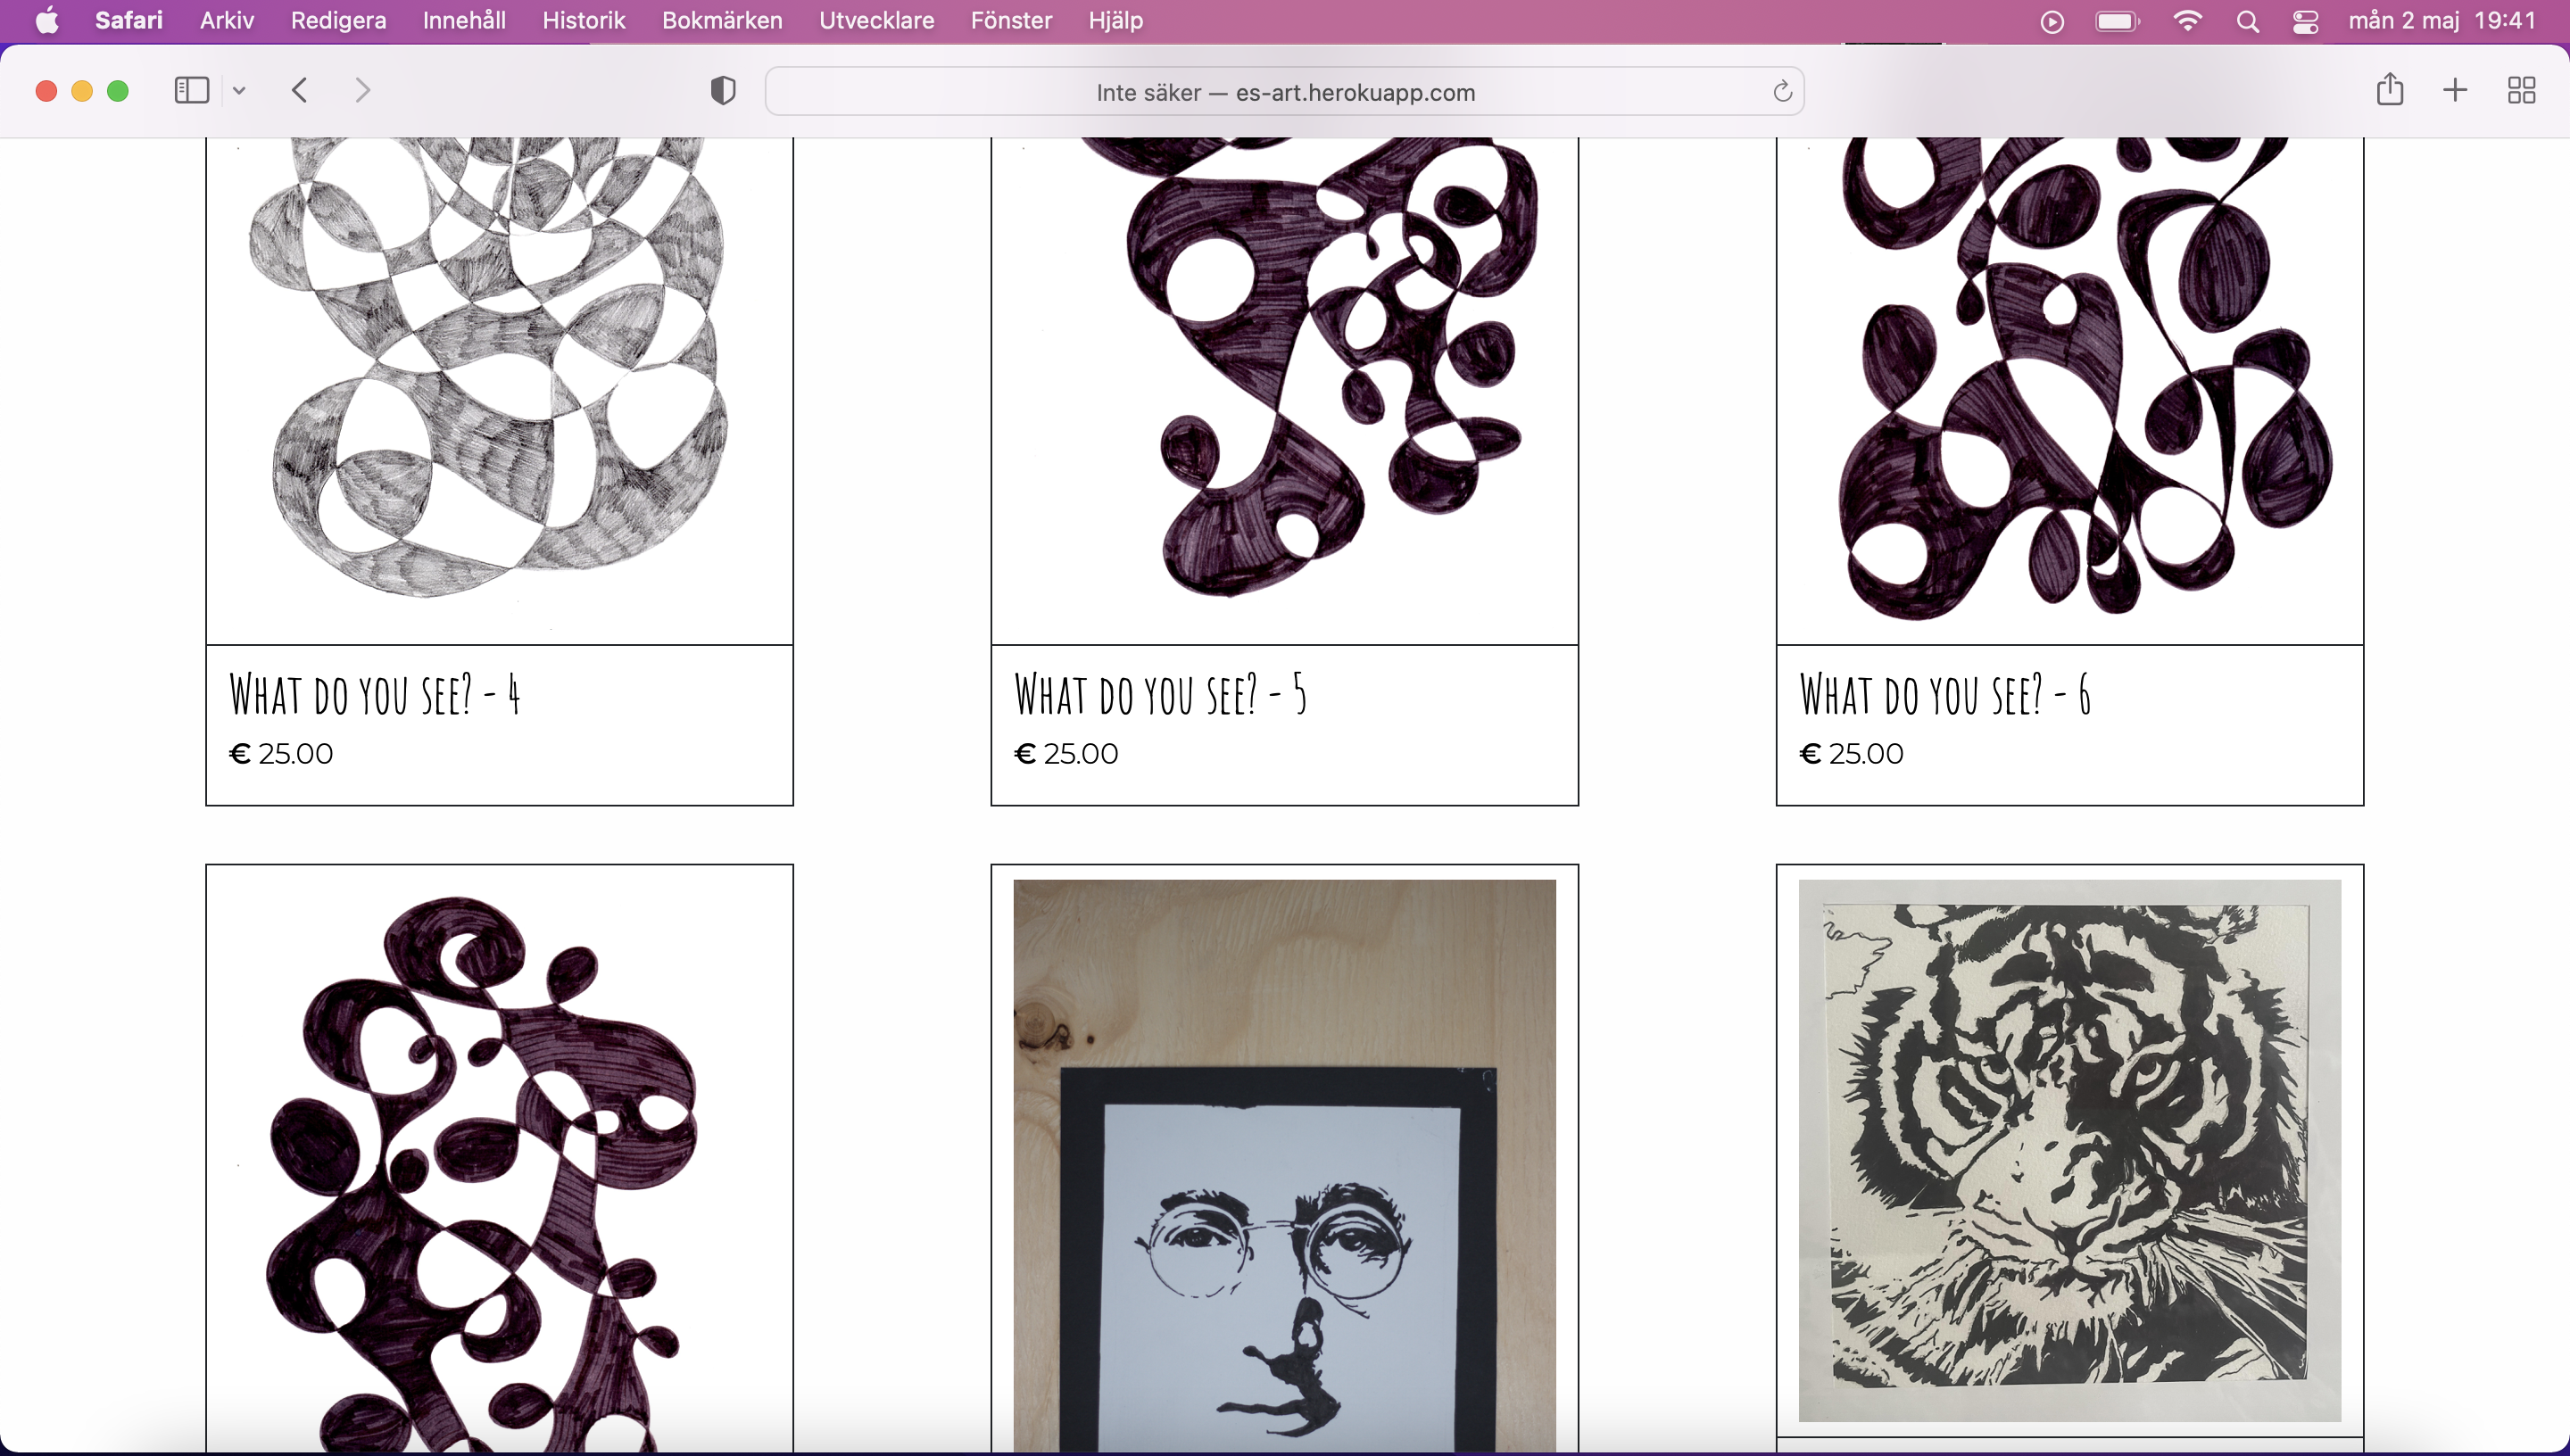 Safari Arkiv Redigera Innehåll Historik Bokmärken Utvecklare Fönster Hjälp mån 2 maj 19:41
Inte säker — es-art.herokuapp.com
What do you see? - 4
€ 25.00
What do you see? - 5
€ 25.00
What do you see? - 6
€ 25.00